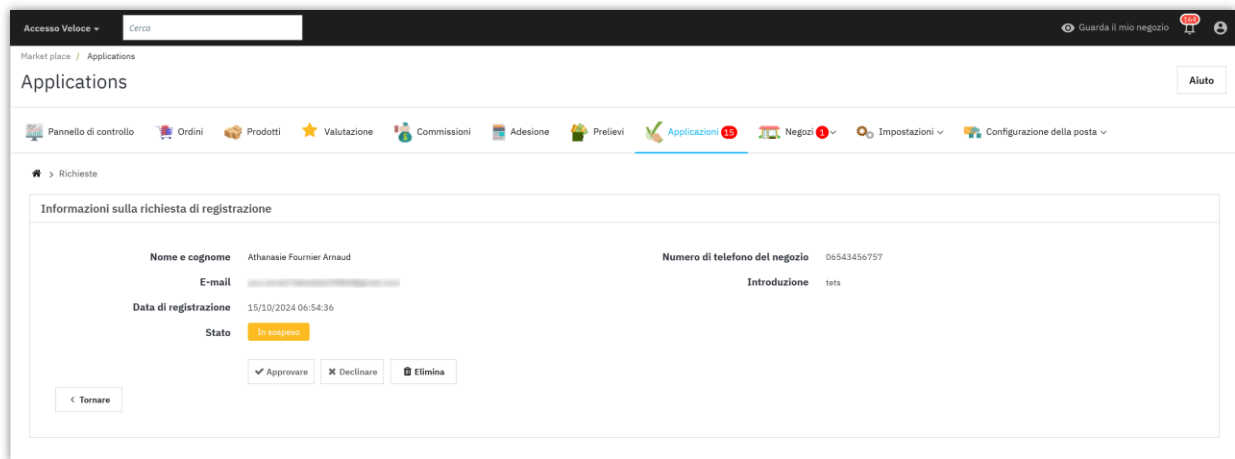 Accesso Veloce Cerca Guarda il mio negozio 164
Market place / Applications
Applications Aiuto
Pannello di controllo Ordini Prodotti Valutazione Commissioni Adesione Prelievi Applicazioni 15 Negozi 1 Impostazioni Configurazione della posta
> Richieste
Informazioni sulla richiesta di registrazione
Nome e cognome Athanasie Fournier Arnaud Numero di telefono del negozio 06543456757
E-mail Introduzione tets
Data di registrazione 15/10/2024 06:54:36
Stato In sospeso
Approvare Declinare Elimina
< Tornare